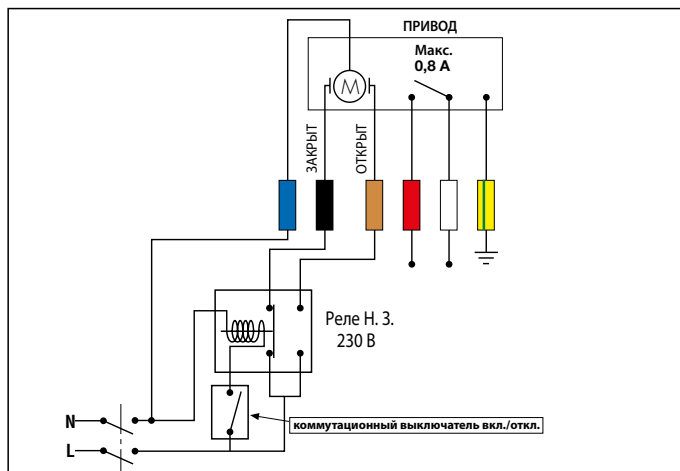 ПРИВОД
Макс.
0,8 А
М
ЗАКРЫТ
ОТКРЫТ
Реле Н. З.
230 В
коммутационный выключатель вкл./откл.
N
L